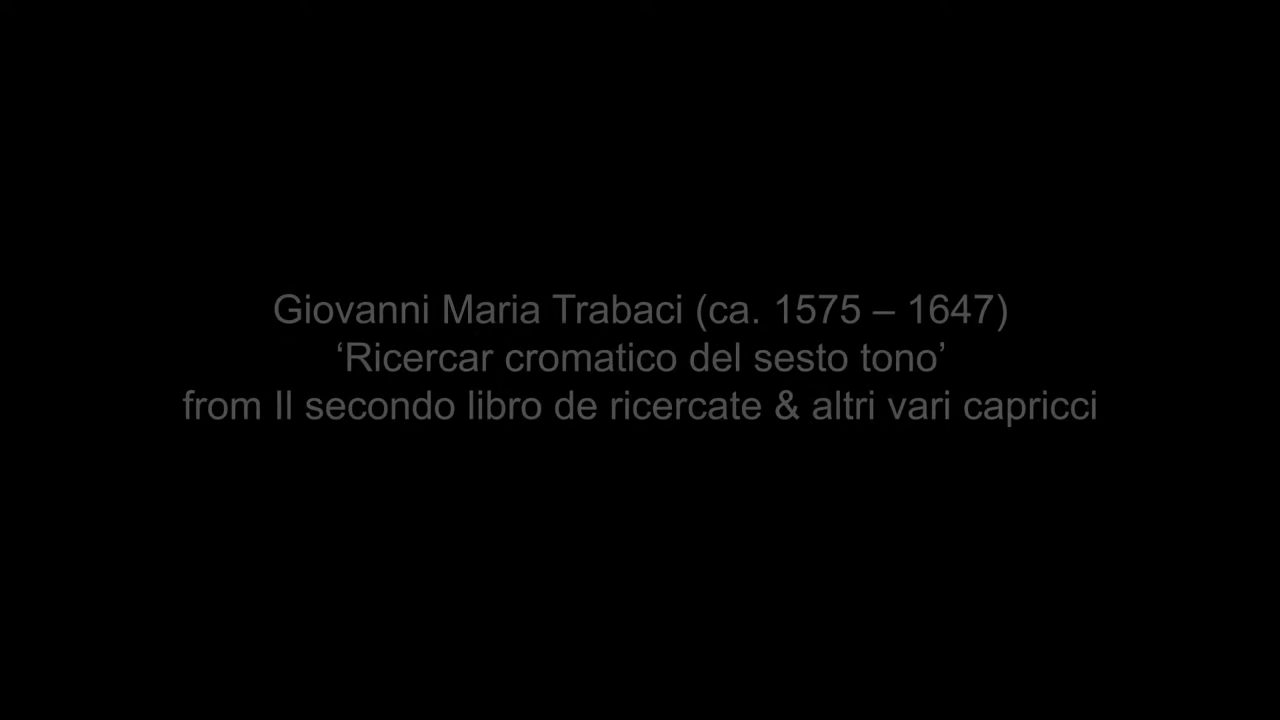 Giovanni Maria Trabaci (ca. 1575 – 1647)
‘Ricercar cromatico del sesto tono’
from Il secondo libro de ricercate & altri vari capricci